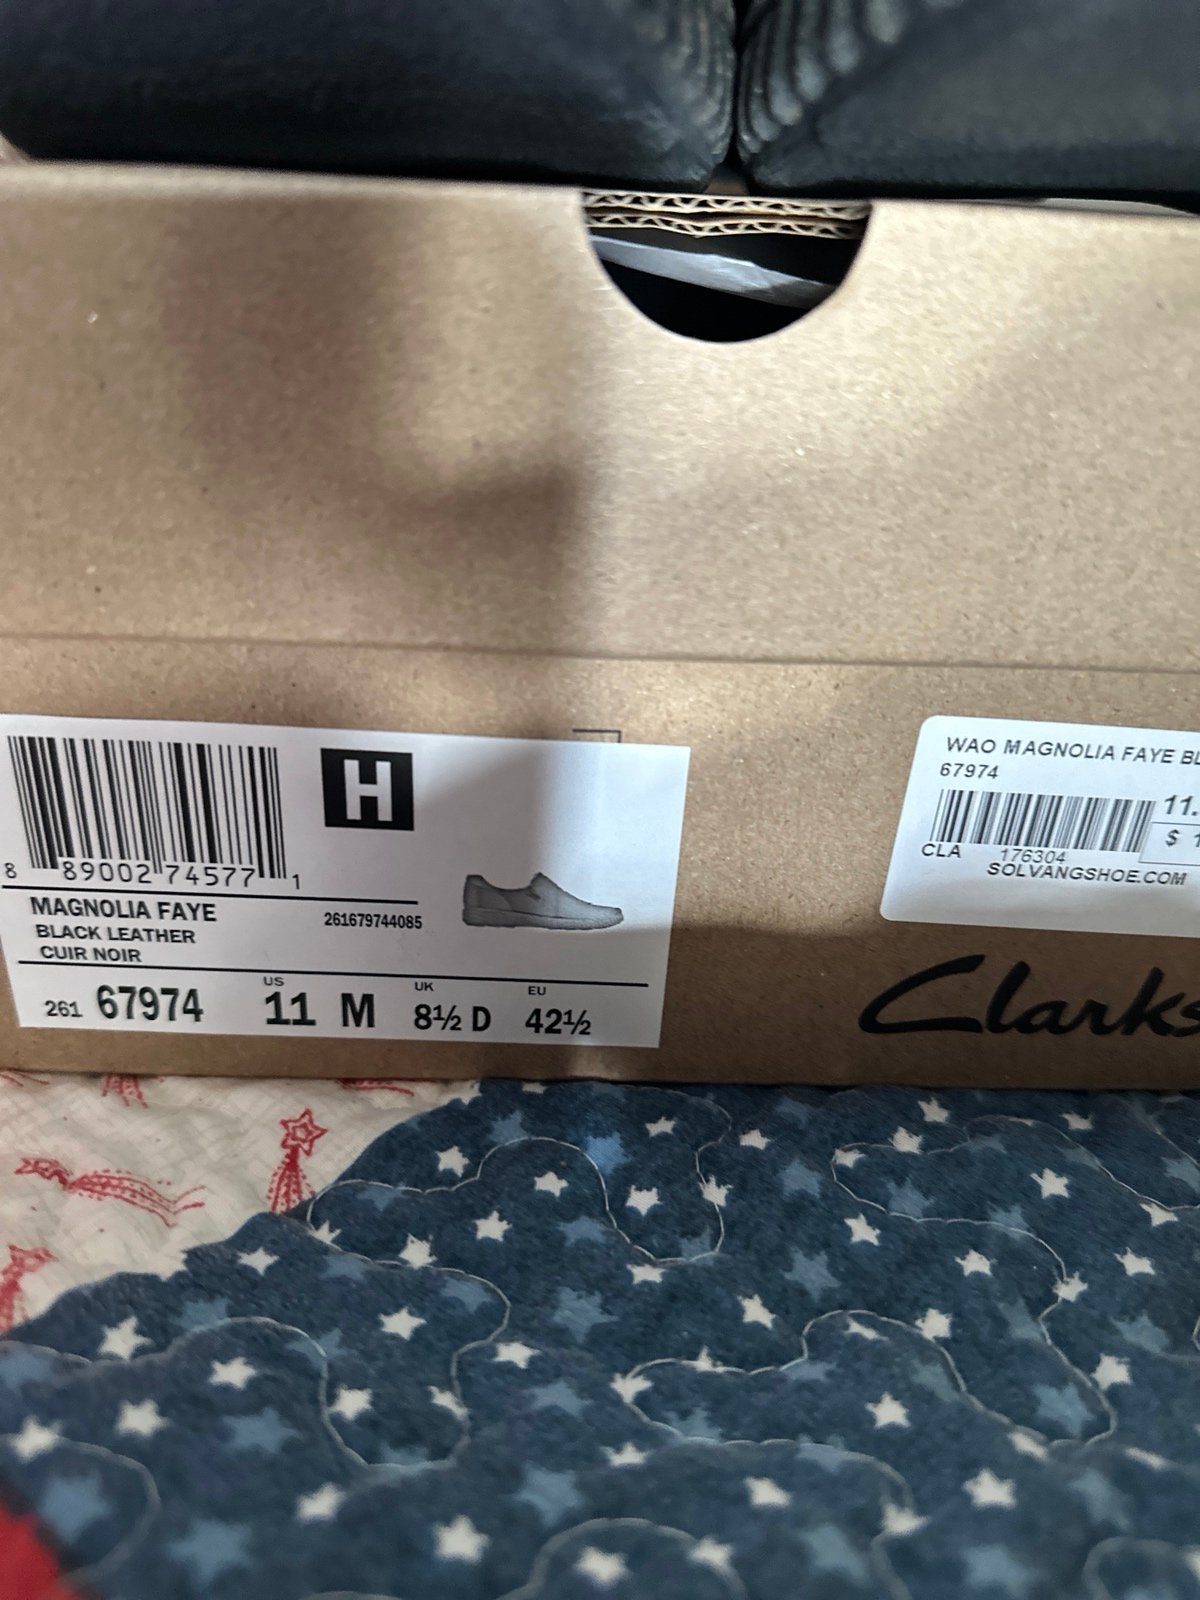 H
8 89002 74577 1
MAGNOLIA FAYE
261679744085
BLACK LEATHER
CUIR NOIR
US UK EU
261 67974 11 M 8½ D 42½
WAO MAGNOLIA FAYE
67974
11.
$ 1
CLA 176304
SOLVANGSHOE.COM
Clarks